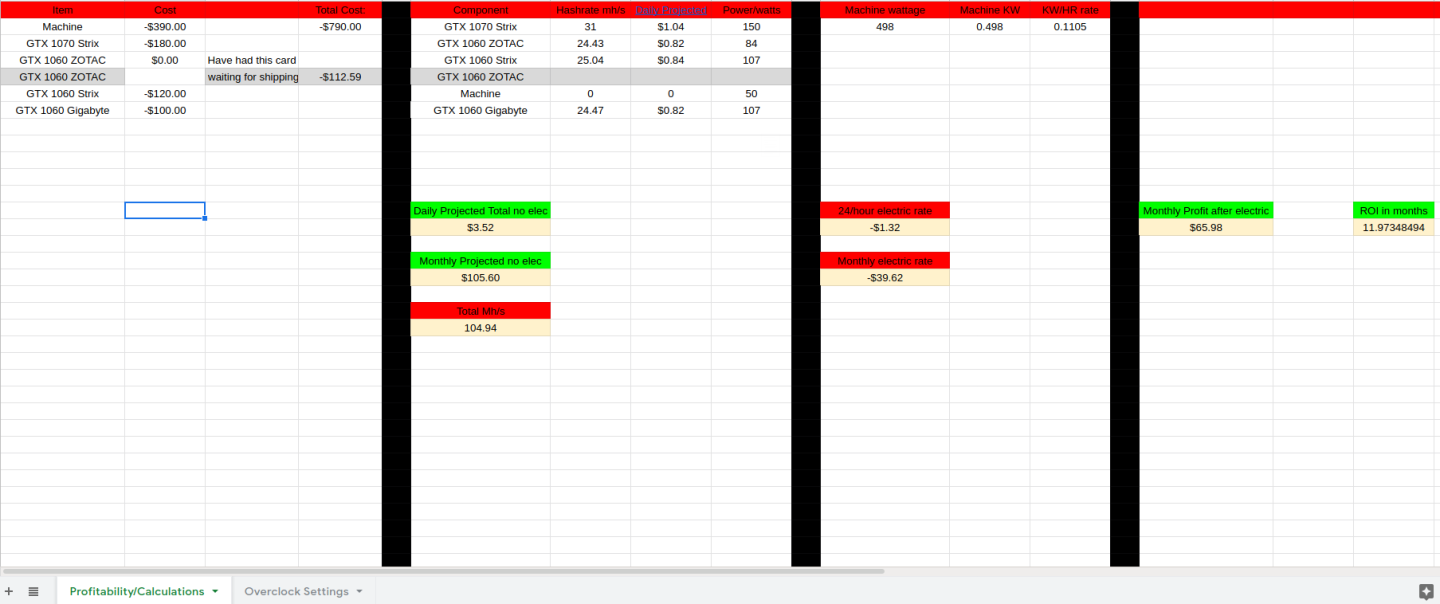 Item Cost Total Cost: Component Hashrate mh/s Daily Projected Power/watts Machine wattage Machine KW KW/HR rate
Machine -$390.00 -$790.00 GTX 1070 Strix 31 $1.04 150 498 0.498 0.1105
GTX 1070 Strix -$180.00 GTX 1060 ZOTAC 24.43 $0.82 84
GTX 1060 ZOTAC $0.00 Have had this card GTX 1060 Strix 25.04 $0.84 107
GTX 1060 ZOTAC waiting for shipping -$112.59 GTX 1060 ZOTAC
GTX 1060 Strix -$120.00 Machine 0 0 50
GTX 1060 Gigabyte -$100.00 GTX 1060 Gigabyte 24.47 $0.82 107
Daily Projected Total no elec 24/hour electric rate Monthly Profit after electric ROI in months
$3.52 -$1.32 $65.98 11.97348494
Monthly Projected no elec Monthly electric rate
$105.60 -$39.62
Total Mh/s
104.94
Profitability/Calculations Overclock Settings